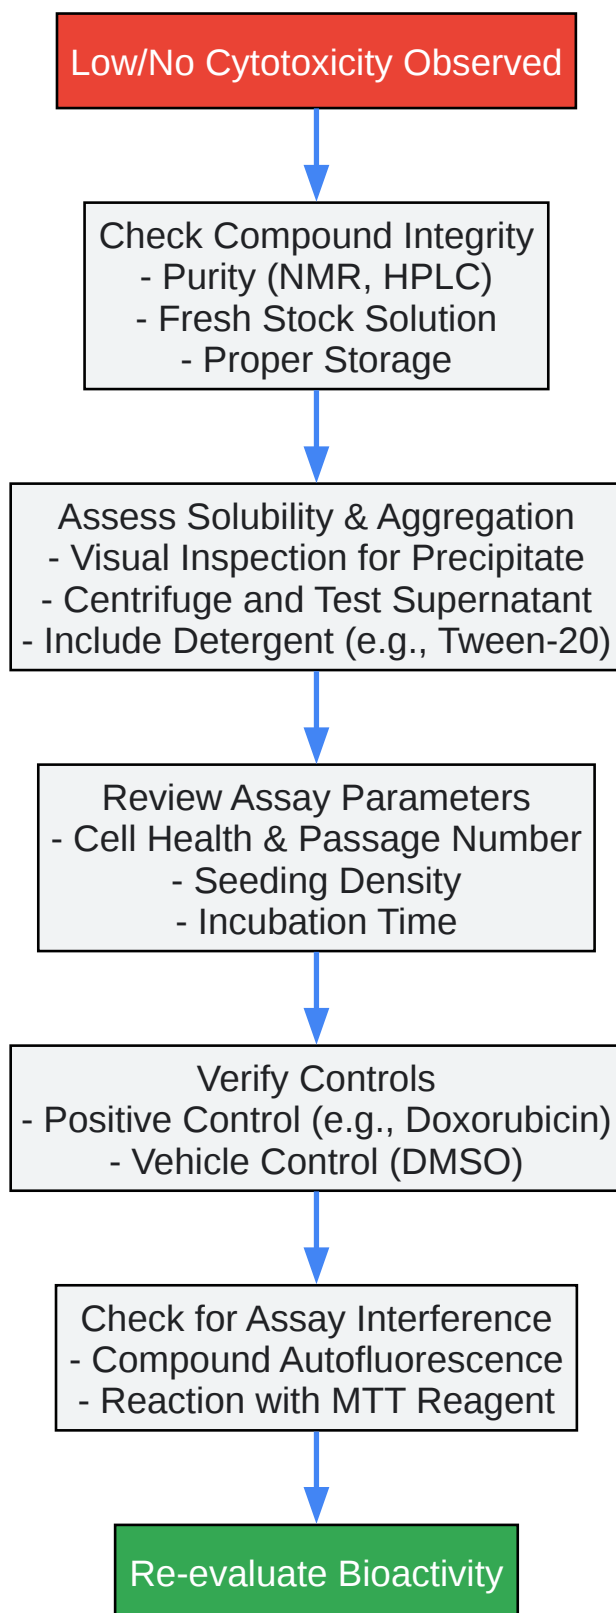 Low/No Cytotoxicity Observed
Check Compound Integrity
- Purity (NMR, HPLC)
- Fresh Stock Solution
- Proper Storage
Assess Solubility & Aggregation
- Visual Inspection for Precipitate
- Centrifuge and Test Supernatant
- Include Detergent (e.g., Tween-20)
Review Assay Parameters
- Cell Health & Passage Number
- Seeding Density
- Incubation Time
Verify Controls
- Positive Control (e.g., Doxorubicin)
- Vehicle Control (DMSO)
Check for Assay Interference
- Compound Autofluorescence
- Reaction with MTT Reagent
Re-evaluate Bioactivity